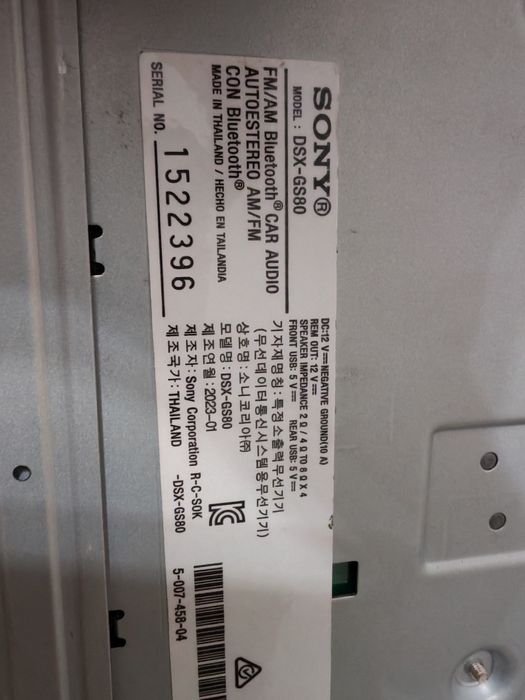 SONY®
MODEL : DSX-GS80
FM/AM Bluetooth® CAR AUDIO
AUTOESTEREO AM/FM
CON Bluetooth®
MADE IN THAILAND / HECHO EN TAILANDIA
SERIAL NO.
1522396
DC:12 V⎓NEGATIVE GROUND(10 A)
REM OUT: 12 V⎓
SPEAKER IMPEDANCE 2 Ω / 4 Ω TO 8 Ω X 4
FRONT USB: 5 V⎓ REAR USB: 5 V⎓
기자재명칭:특정소출력무선기기
(무선데이터통신시스템용무선기기)
상호명:소니코리아㈜
모델명:DSX-GS80
제조연월:2023-01
제조자:Sony Corporation R-C-S0K
제조국가:THAILAND -DSX-GS80
5-007-458-04